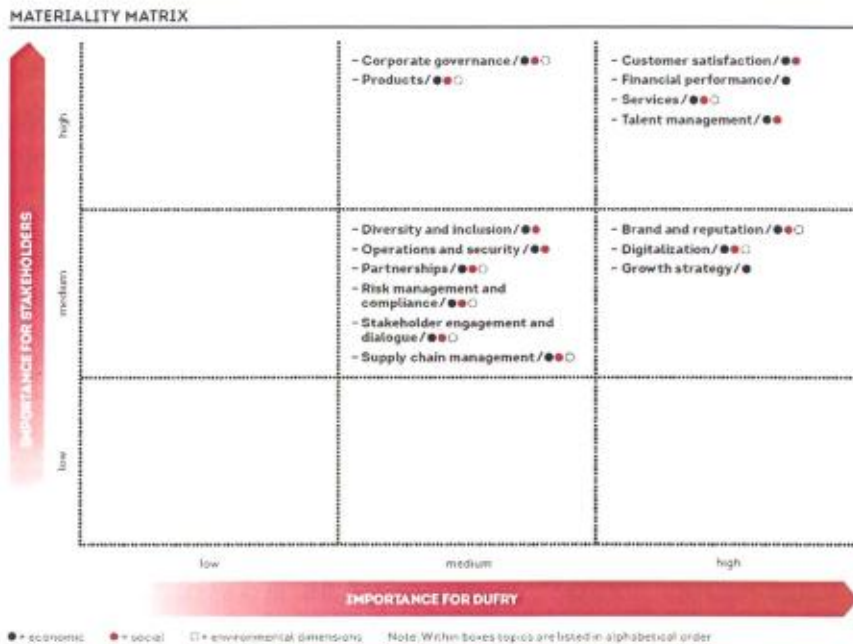 MATERIALITY MATRIX
– Corporate governance/
– Products/
– Customer satisfaction/
– Financial performance/
– Services/
– Talent management/
high
– Diversity and inclusion/
– Operations and security/
– Partnerships/
– Risk management and
compliance/
– Stakeholder engagement and
dialogue/
– Supply chain management/
– Brand and reputation/
– Digitalization/
– Growth strategy/
medium
IMPORTANCE FOR STAKEHOLDERS
low
low medium high
IMPORTANCE FOR DUFRY
= economic = social = environmental dimensions Note: Within boxes topics are listed in alphabetical order